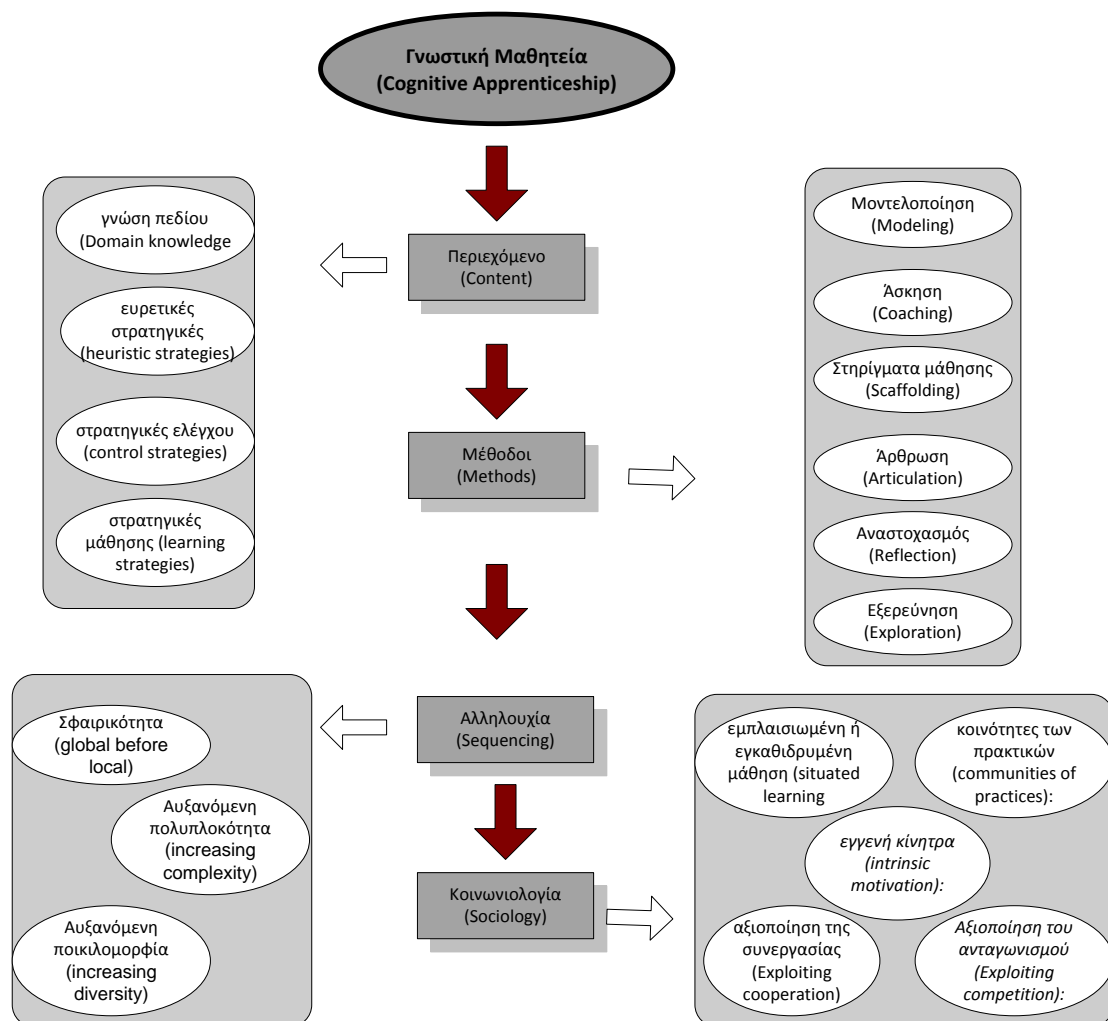 Γνωστική Μαθητεία
(Cognitive Apprenticeship)
Περιεχόμενο
(Content)
γνώση πεδίου
(Domain knowledge
ευρετικές
στρατηγικές
(heuristic strategies)
στρατηγικές ελέγχου
(control strategies)
στρατηγικές
μάθησης (learning
strategies)
Μέθοδοι
(Methods)
Μοντελοποίηση
(Modeling)
Άσκηση
(Coaching)
Στηρίγματα μάθησης
(Scaffolding)
Άρθρωση
(Articulation)
Αναστοχασμός
(Reflection)
Εξερεύνηση
(Exploration)
Αλληλουχία
(Sequencing)
Σφαιρικότητα
(global before
local)
Αυξανόμενη
πολυπλοκότητα
(increasing
complexity)
Αυξανόμενη
ποικιλομορφία
(increasing
diversity)
Κοινωνιολογία
(Sociology)
εμπλαισιωμένη ή
εγκαθιδρυμένη
μάθηση (situated
learning
κοινότητες των
πρακτικών
(communities of
practices):
εγγενή κίνητρα
(intrinsic
motivation):
αξιοποίηση της
συνεργασίας
(Exploiting
cooperation)
Αξιοποίηση του
ανταγωνισμού
(Exploiting
competition):